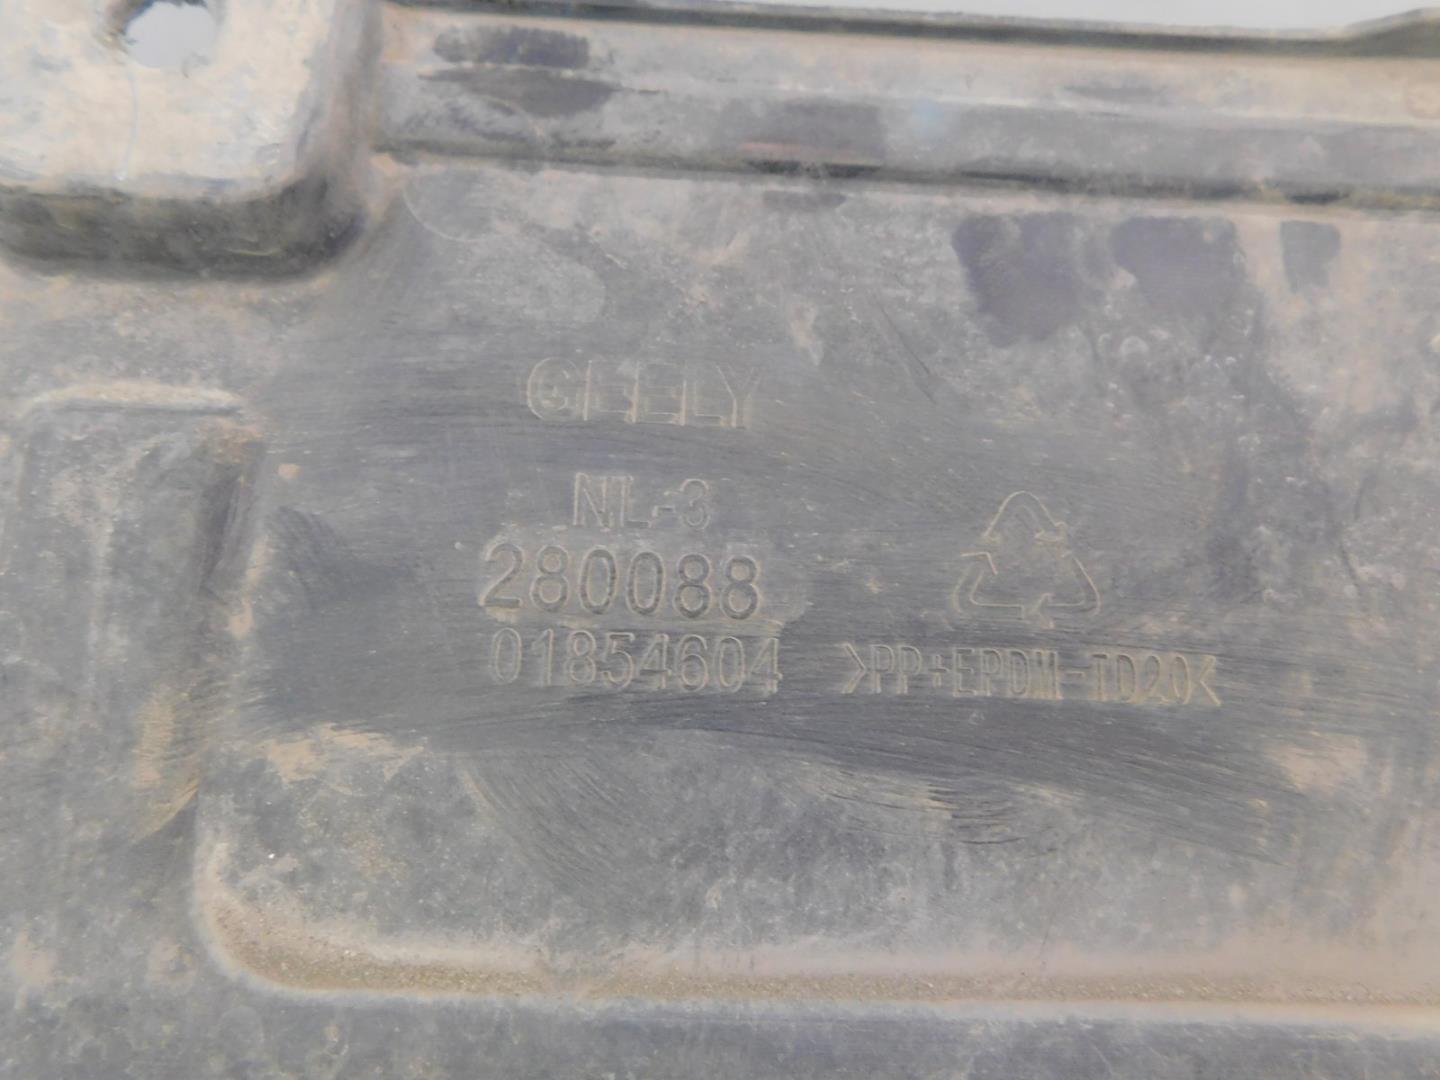 GEELY
NL-3
280088
01854604
>PP+EPDM-TD20<